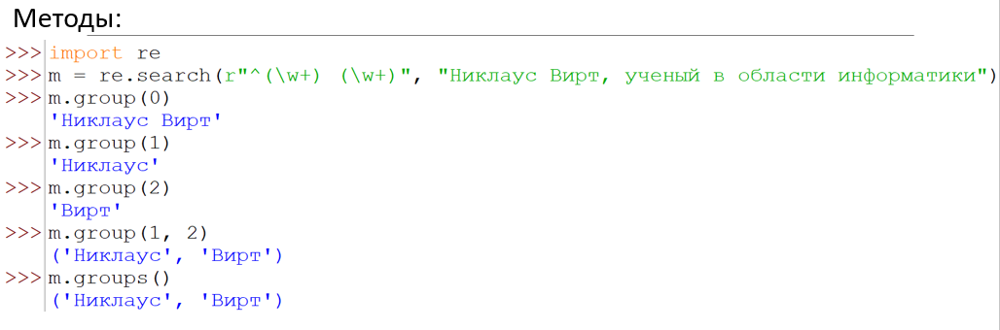 Методы:
>>> import re
>>> m = re.search(r"^(\w+) (\w+)", "Никлаус Вирт, ученый в области информатики")
>>> m.group(0)
'Никлаус Вирт'
>>> m.group(1)
'Никлаус'
>>> m.group(2)
'Вирт'
>>> m.group(1, 2)
('Никлаус', 'Вирт')
>>> m.groups()
('Никлаус', 'Вирт')